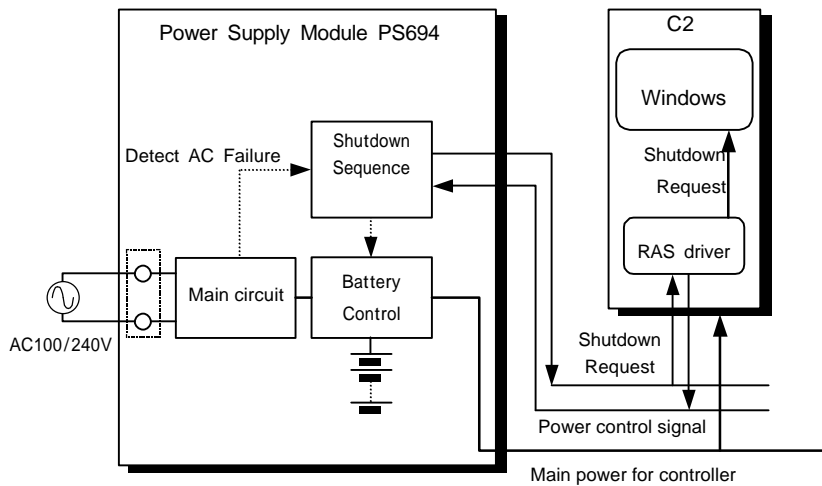 Power Supply Module PS694
C2
Windows
Shutdown
Sequence
Detect AC Failure
Shutdown
Request
RAS driver
Main circuit
Battery
Control
AC100/240V
Shutdown
Request
Power control signal
Main power for controller